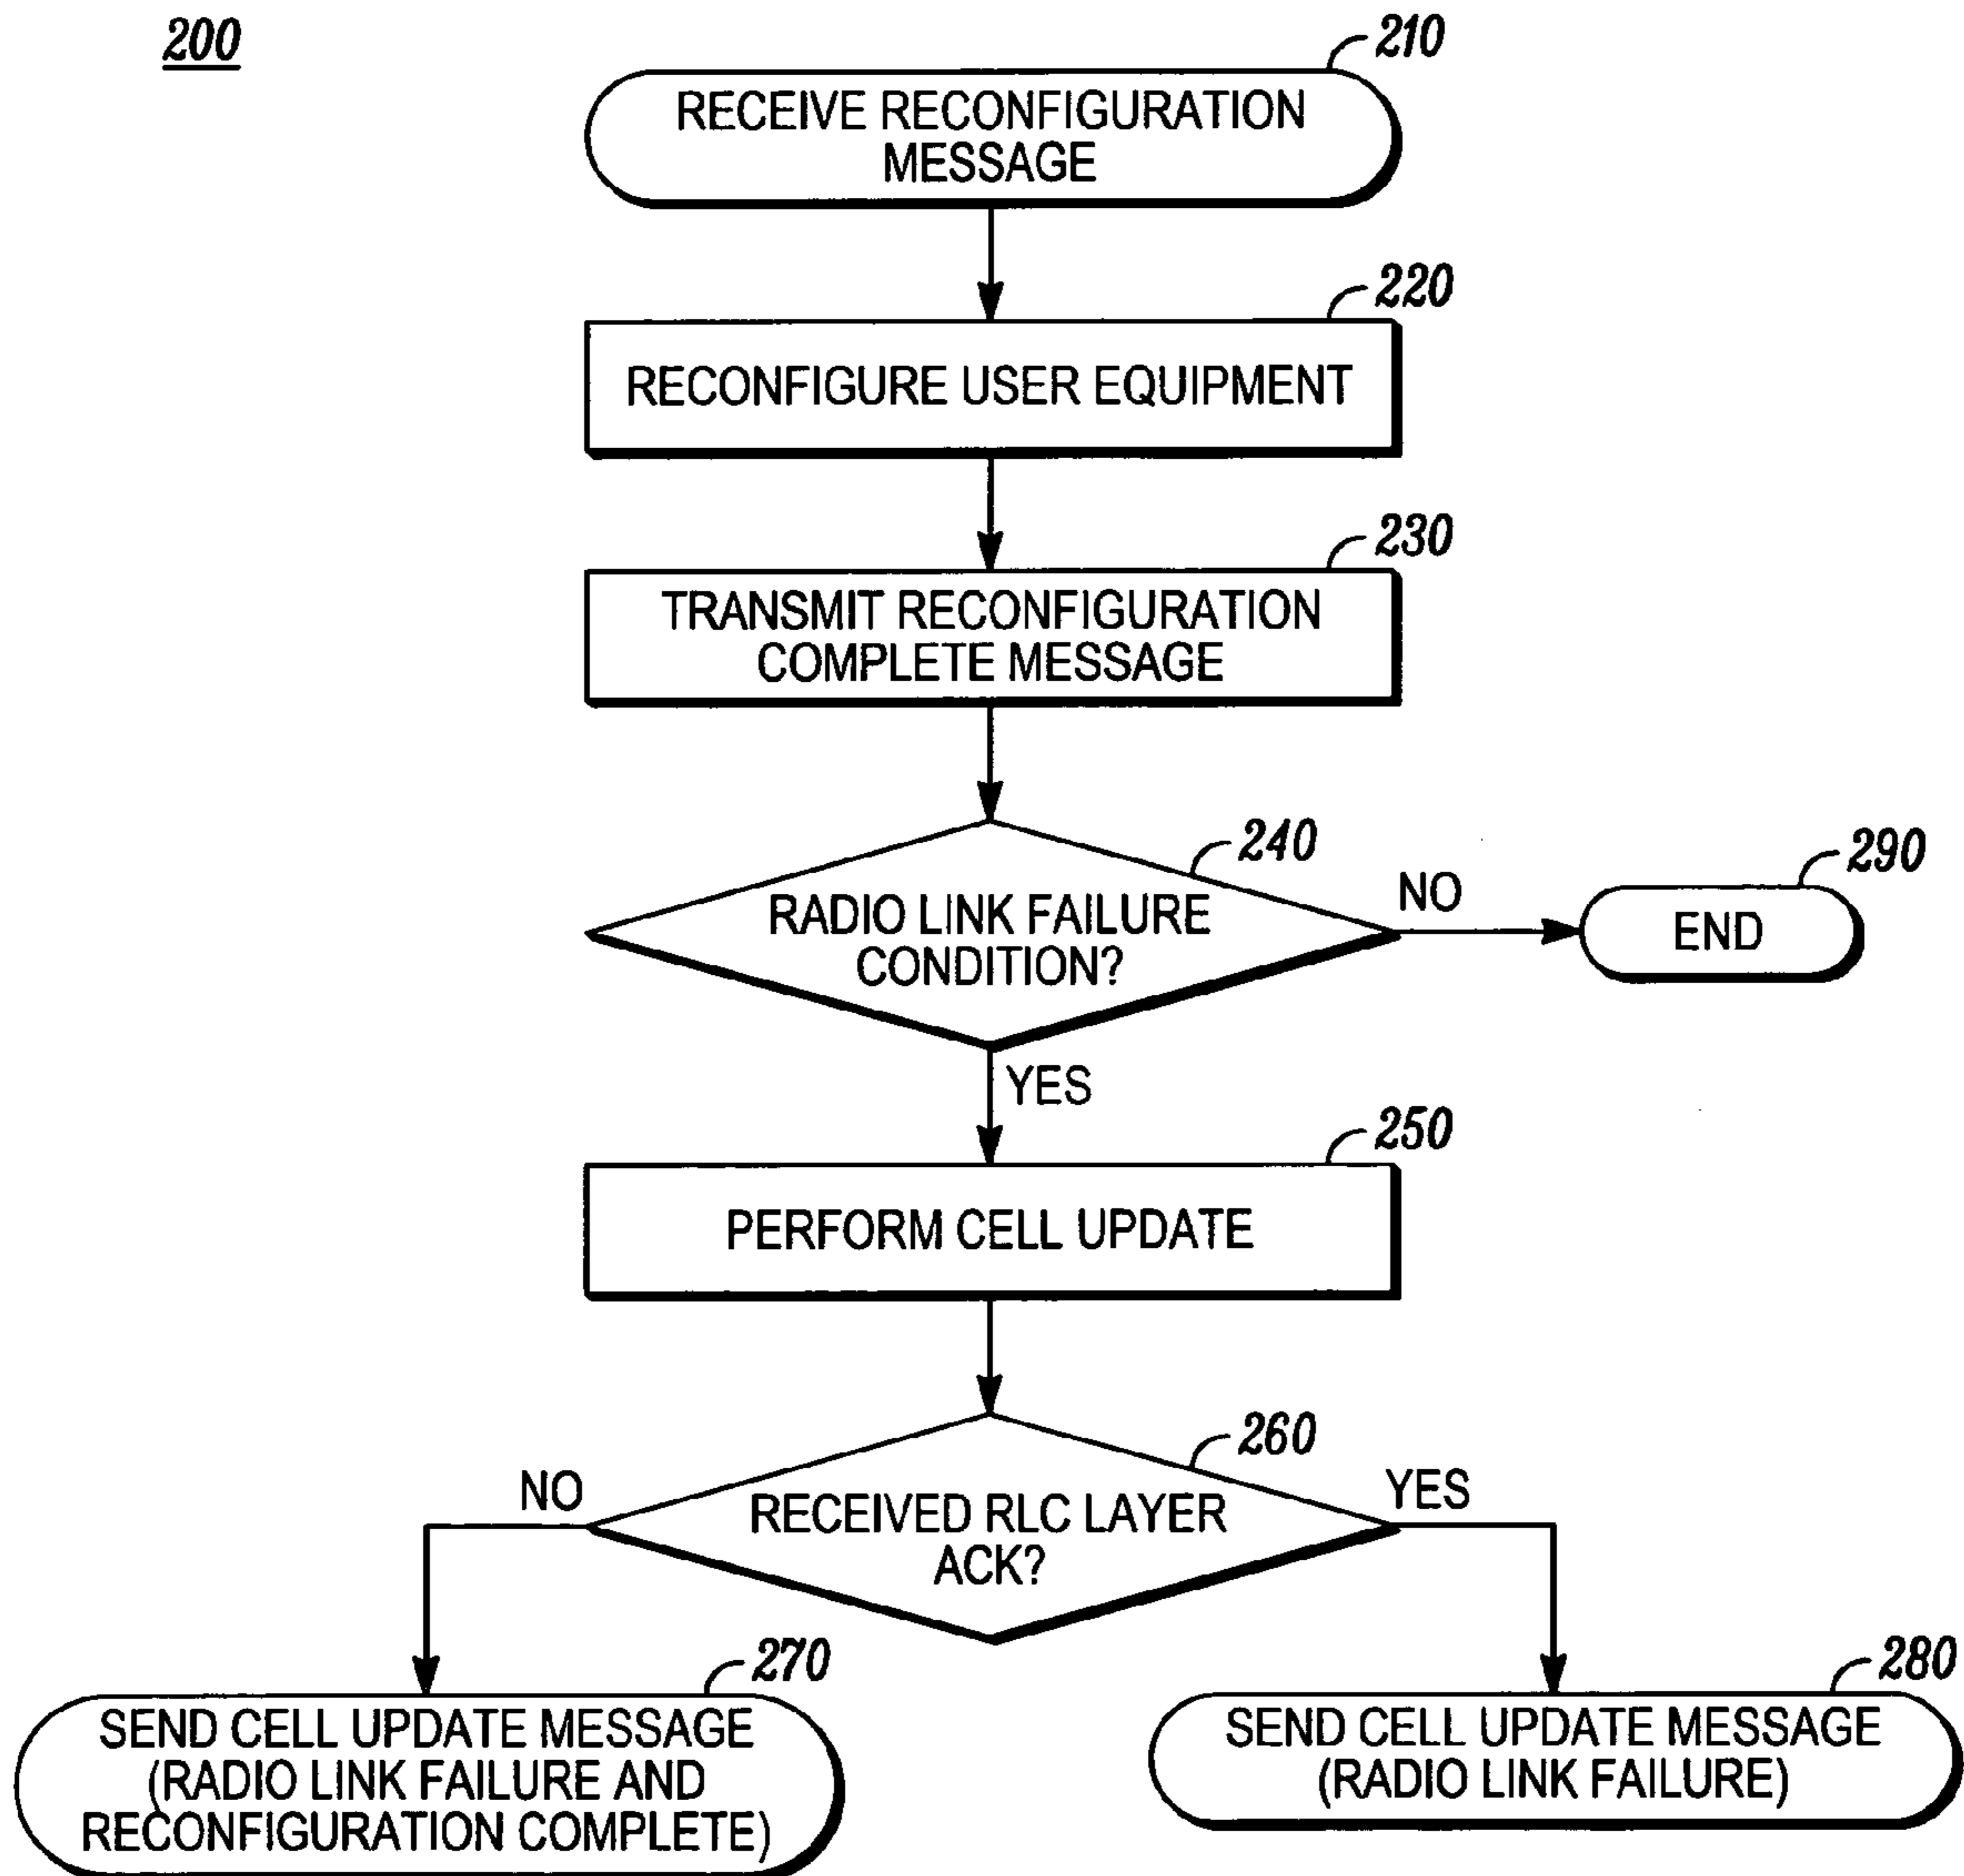 200
210
RECEIVE RECONFIGURATION
MESSAGE
220
RECONFIGURE USER EQUIPMENT
230
TRANSMIT RECONFIGURATION
COMPLETE MESSAGE
240
RADIO LINK FAILURE
CONDITION?
NO
290
END
YES
250
PERFORM CELL UPDATE
260
RECEIVED RLC LAYER
ACK?
NO
YES
270
SEND CELL UPDATE MESSAGE
(RADIO LINK FAILURE AND
RECONFIGURATION COMPLETE)
280
SEND CELL UPDATE MESSAGE
(RADIO LINK FAILURE)